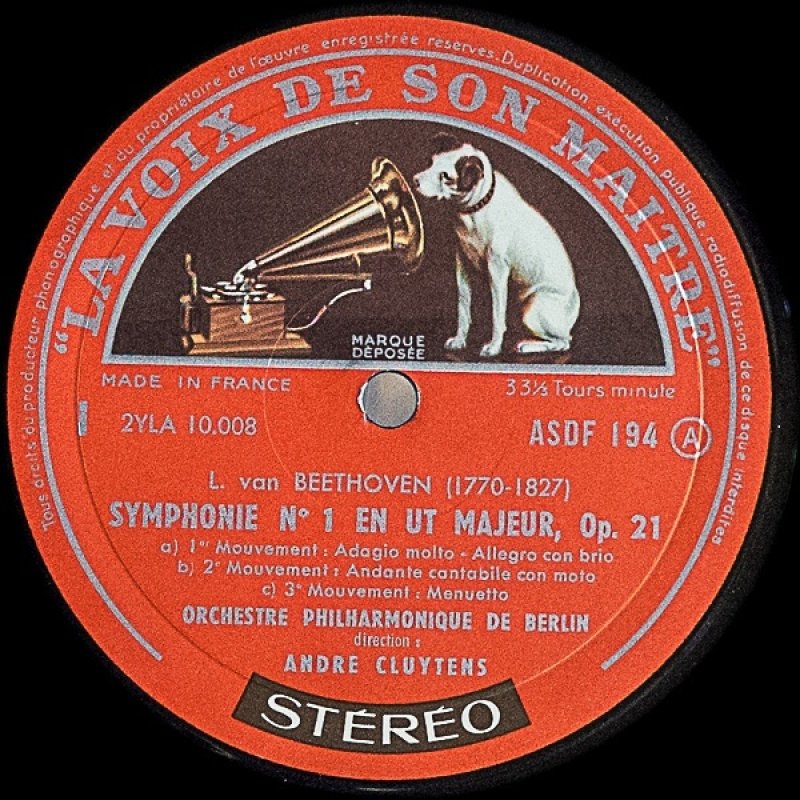 Tous droits du producteur phonographique et du propriétaire de l'œuvre enregistrée réservés. Duplication, exécution publique, radiodiffusion de ce disque interdites
"LA VOIX DE SON MAITRE"
MARQUE
DÉPOSÉE
MADE IN FRANCE
33⅓ Tours minute
2YLA 10.008
ASDF 194 A
L. van BEETHOVEN (1770-1827)
SYMPHONIE N° 1 EN UT MAJEUR, Op. 21
a) 1er Mouvement : Adagio molto - Allegro con brio
b) 2e Mouvement : Andante cantabile con moto
c) 3e Mouvement : Menuetto
ORCHESTRE PHILHARMONIQUE DE BERLIN
direction :
ANDRE CLUYTENS
STÉRÉO